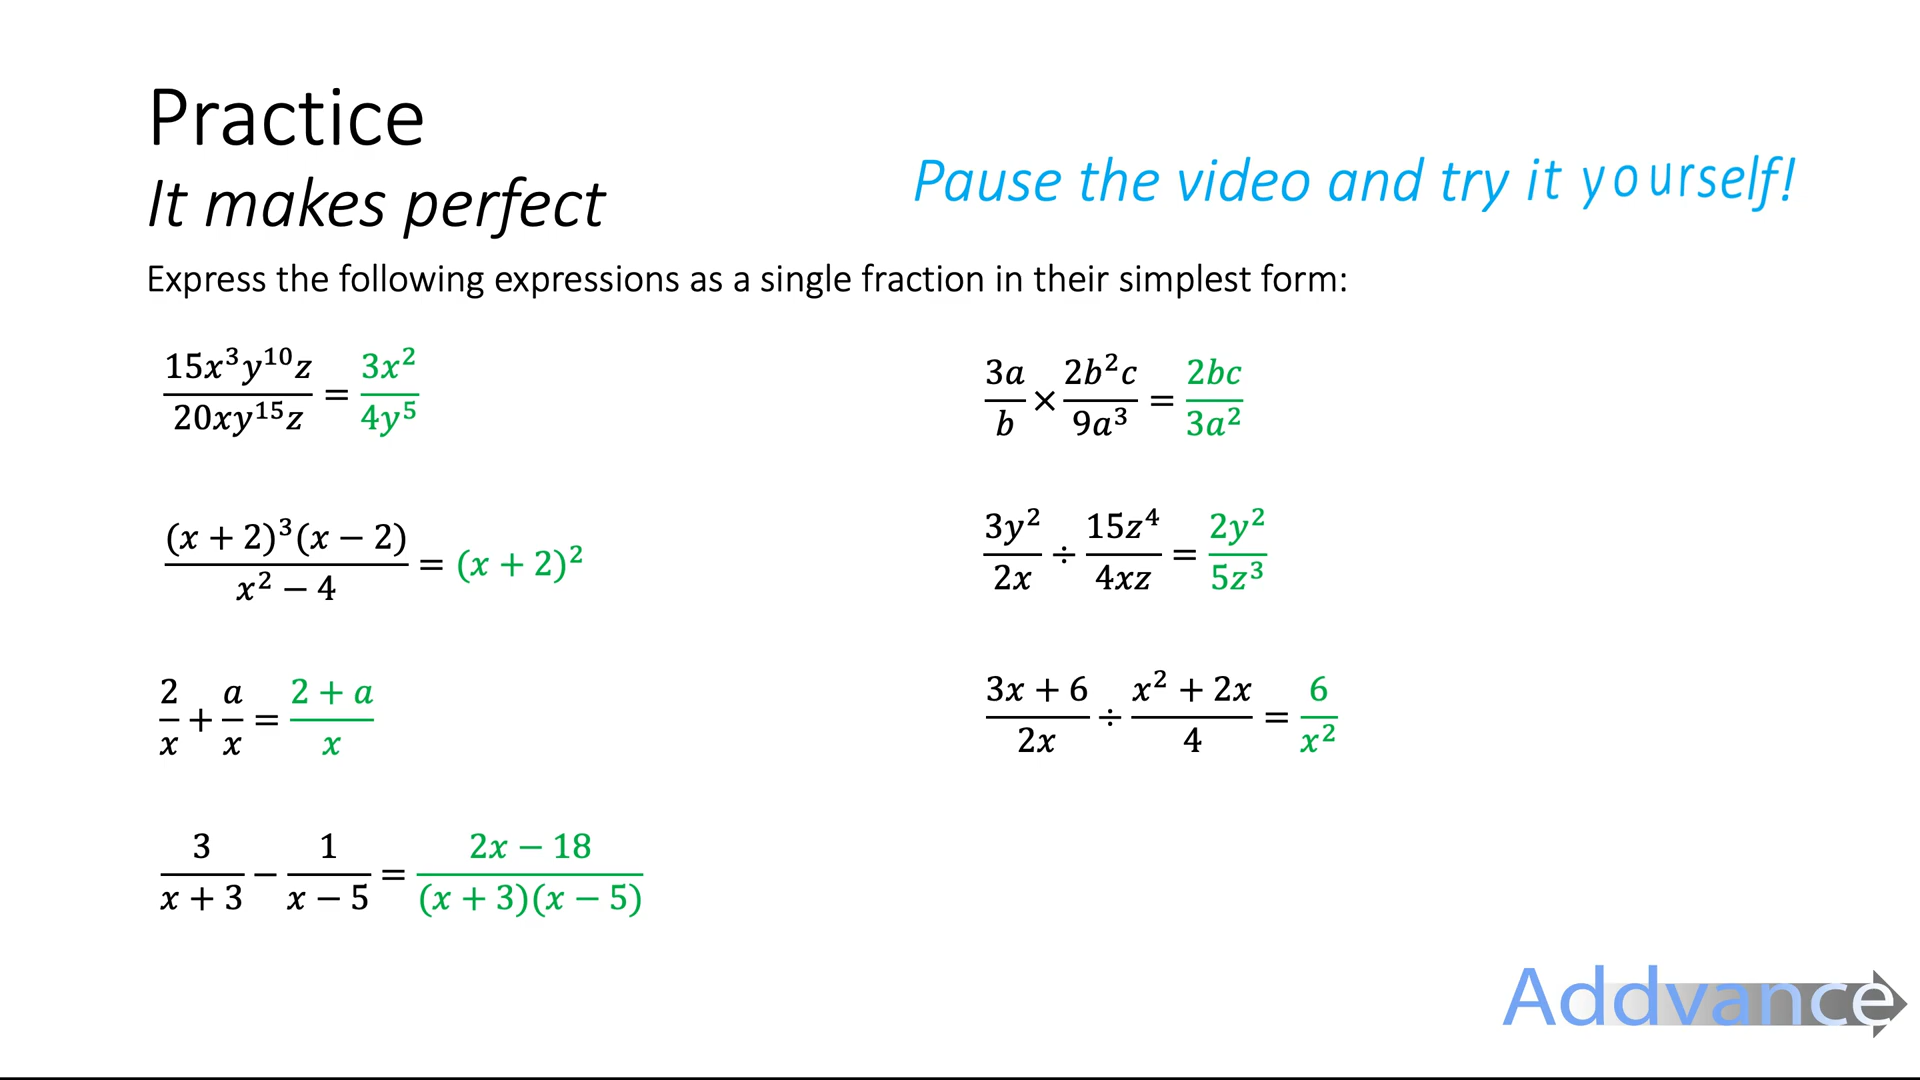 Practice
It makes perfect
Pause the video and try it yourself!
Express the following expressions as a single fraction in their simplest form:
15x³y¹⁰z / 20xy¹⁵z = 3x² / 4y⁵
3a / b × 2b²c / 9a³ = 2bc / 3a²
(x + 2)³(x − 2) / x² − 4 = (x + 2)²
3y² / 2x ÷ 15z⁴ / 4xz = 2y² / 5z³
2 / x + a / x = 2 + a / x
3x + 6 / 2x ÷ x² + 2x / 4 = 6 / x²
3 / x + 3 − 1 / x − 5 = 2x − 18 / (x + 3)(x − 5)
Addvance